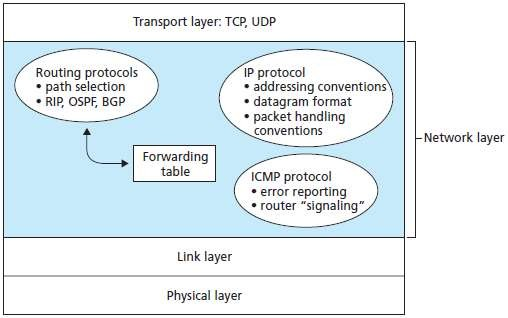 Transport layer: TCP, UDP
Routing protocols
• path selection
• RIP, OSPF, BGP
Forwarding
table
IP protocol
• addressing conventions
• datagram format
• packet handling
conventions
ICMP protocol
• error reporting
• router “signaling”
Network layer
Link layer
Physical layer